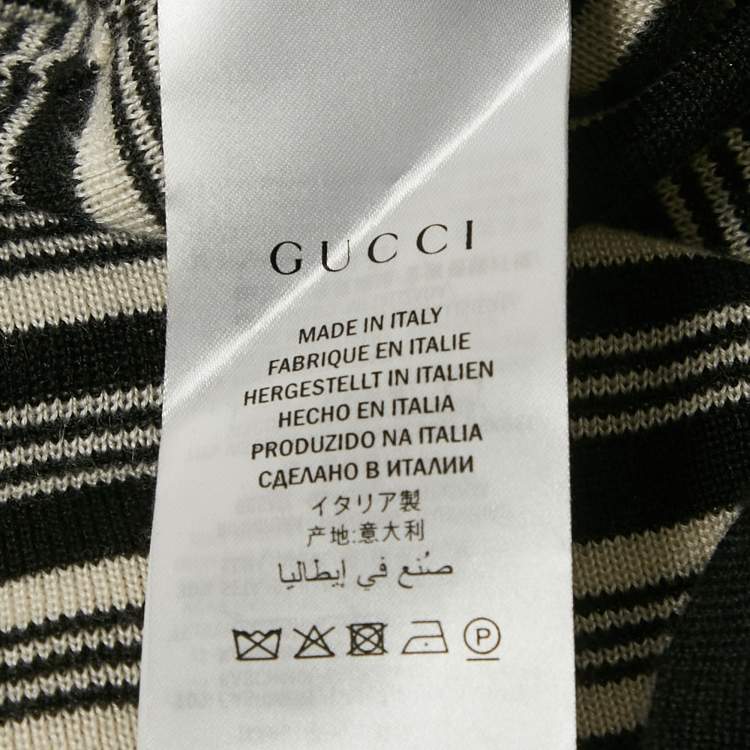 GUCCI
MADE IN ITALY
FABRIQUE EN ITALIE
HERGESTELLT IN ITALIEN
HECHO EN ITALIA
PRODUZIDO NA ITALIA
СДЕЛАНО В ИТАЛИИ
イタリア製
产地:意大利
صُنع في إيطاليا
P